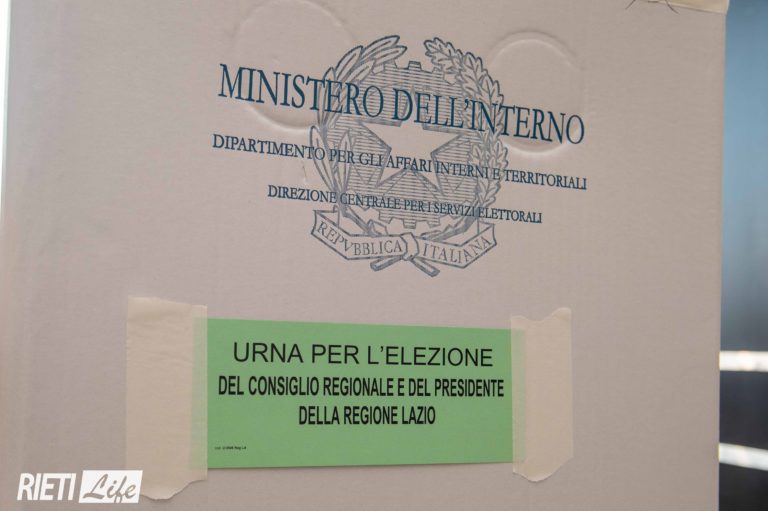 MINISTERO DELL'INTERNO
DIPARTIMENTO PER GLI AFFARI INTERNI E TERRITORIALI
DIREZIONE CENTRALE PER I SERVIZI ELETTORALI
REPVBBLICA ITALIANA
URNA PER L'ELEZIONE
DEL CONSIGLIO REGIONALE E DEL PRESIDENTE
DELLA REGIONE LAZIO
RIETI Life